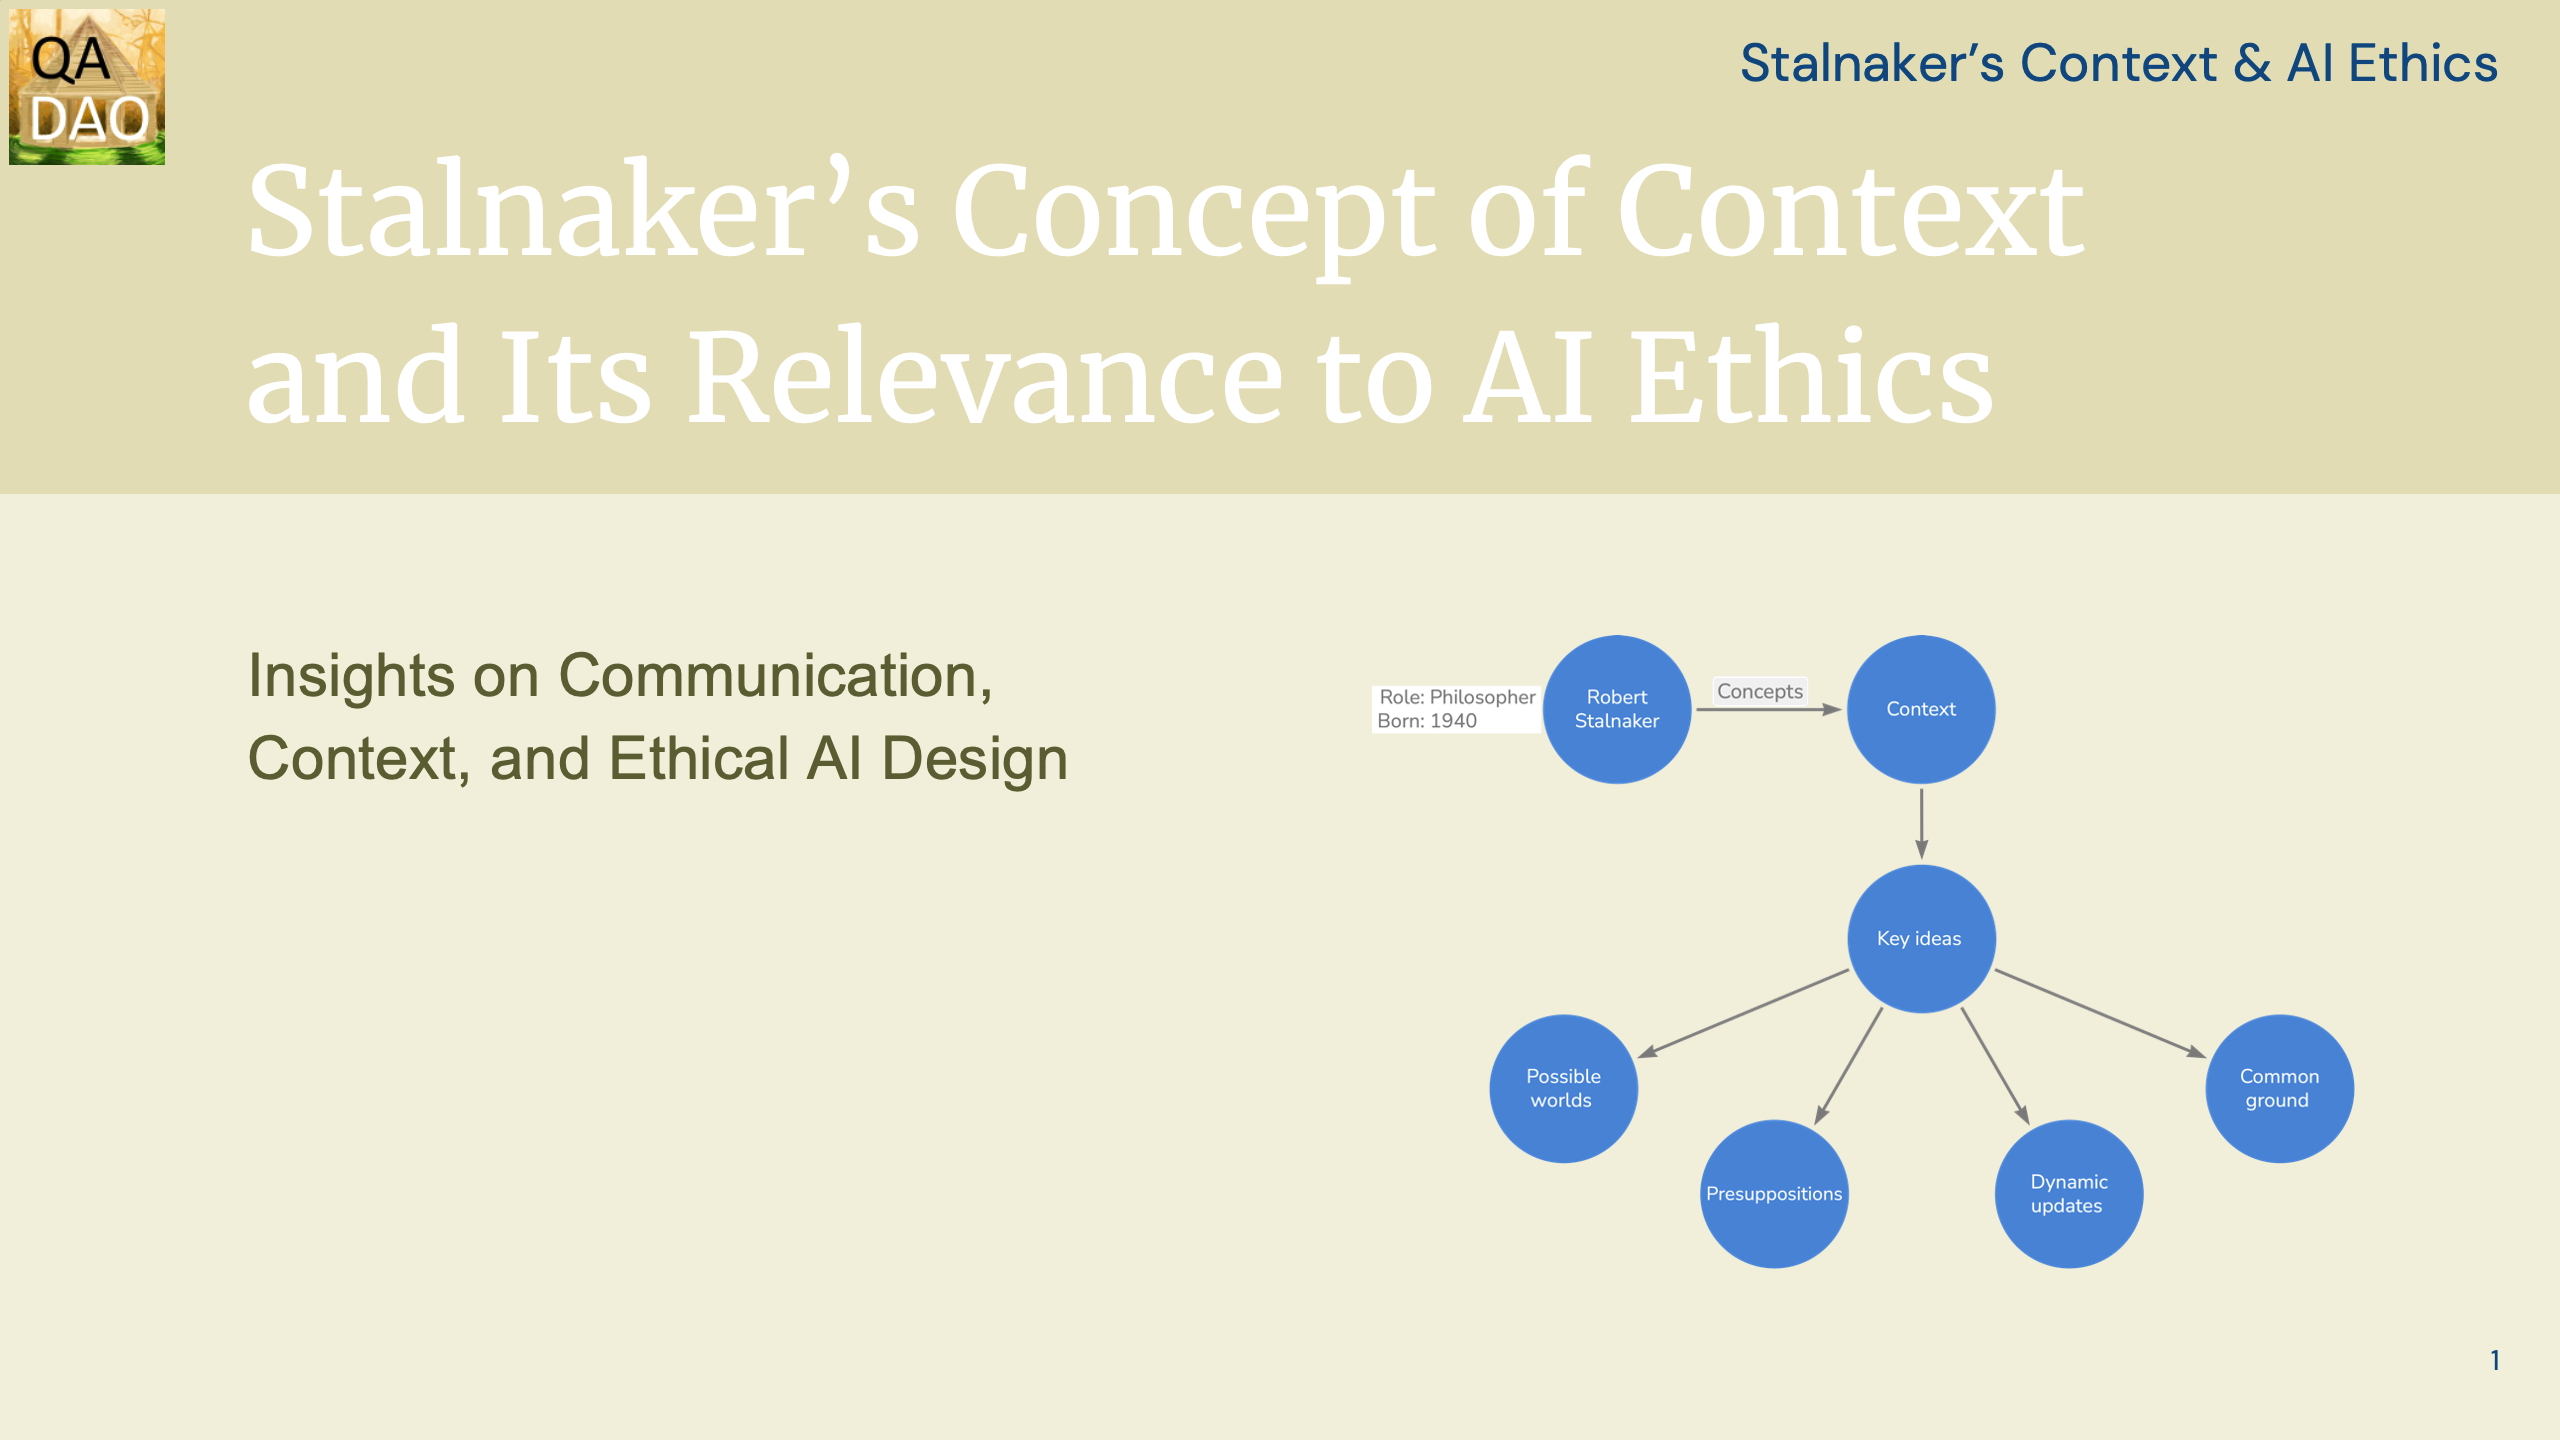 QA
DAO
Stalnaker’s Context & AI Ethics
Stalnaker’s Concept of Context
and Its Relevance to AI Ethics
Insights on Communication,
Context, and Ethical AI Design
Role: Philosopher
Born: 1940
Robert
Stalnaker
Concepts
Context
Key ideas
Possible
worlds
Presuppositions
Dynamic
updates
Common
ground
1